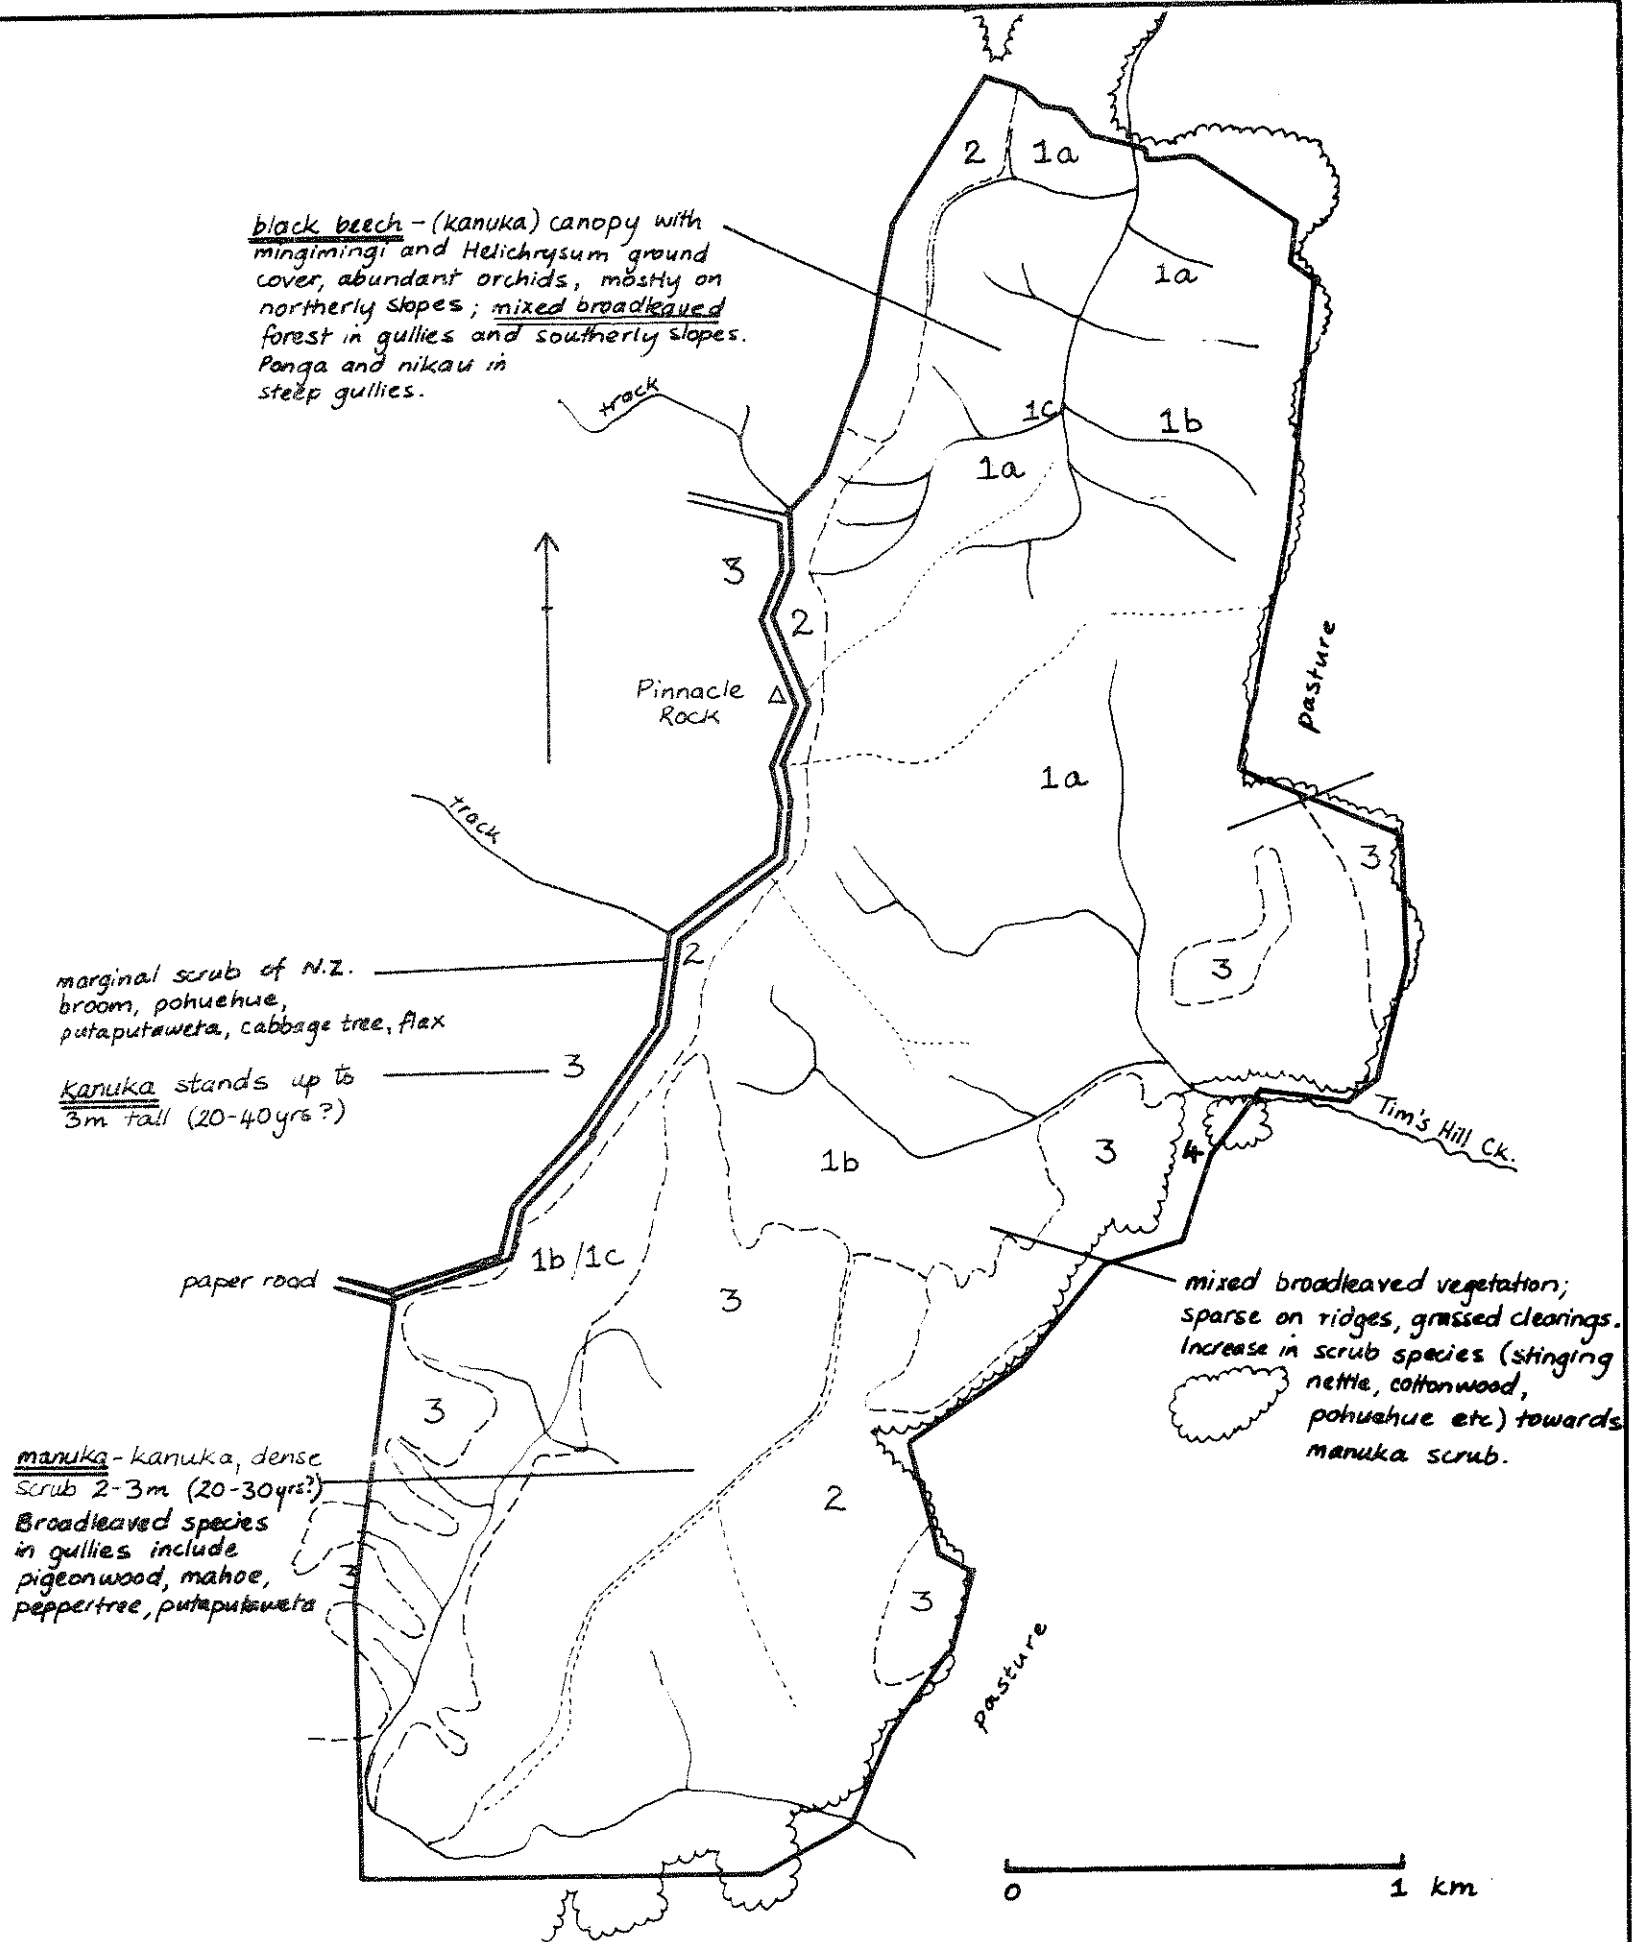 2
1a
black beech - (kanuka) canopy with
mingimingi and Helichrysum ground
cover, abundant orchids, mostly on
northerly slopes; mixed broadleaved
forest in gullies and southerly slopes.
Ponga and nikau in
steep gullies.
1a
track
1c
1b
1a
3
2
Pinnacle
Rock
pasture
1a
track
3
2
3
marginal scrub of N.Z.
broom, pohuehue,
putaputaweta, cabbage tree, flax
3
kanuka stands up to
3m tall (20-40yrs?)
Tim's Hill Ck.
3
4
1b
1b/1c
paper road
3
mixed broadleaved vegetation;
sparse on ridges, grassed clearings.
Increase in scrub species (stinging
nettle, cottonwood,
pohuehue etc) towards
manuka scrub.
3
manuka - kanuka, dense
scrub 2-3m (20-30yrs?)
Broadleaved species
in gullies include
pigeonwood, mahoe,
peppertree, putaputaweta
2
3
3
pasture
0
1 km